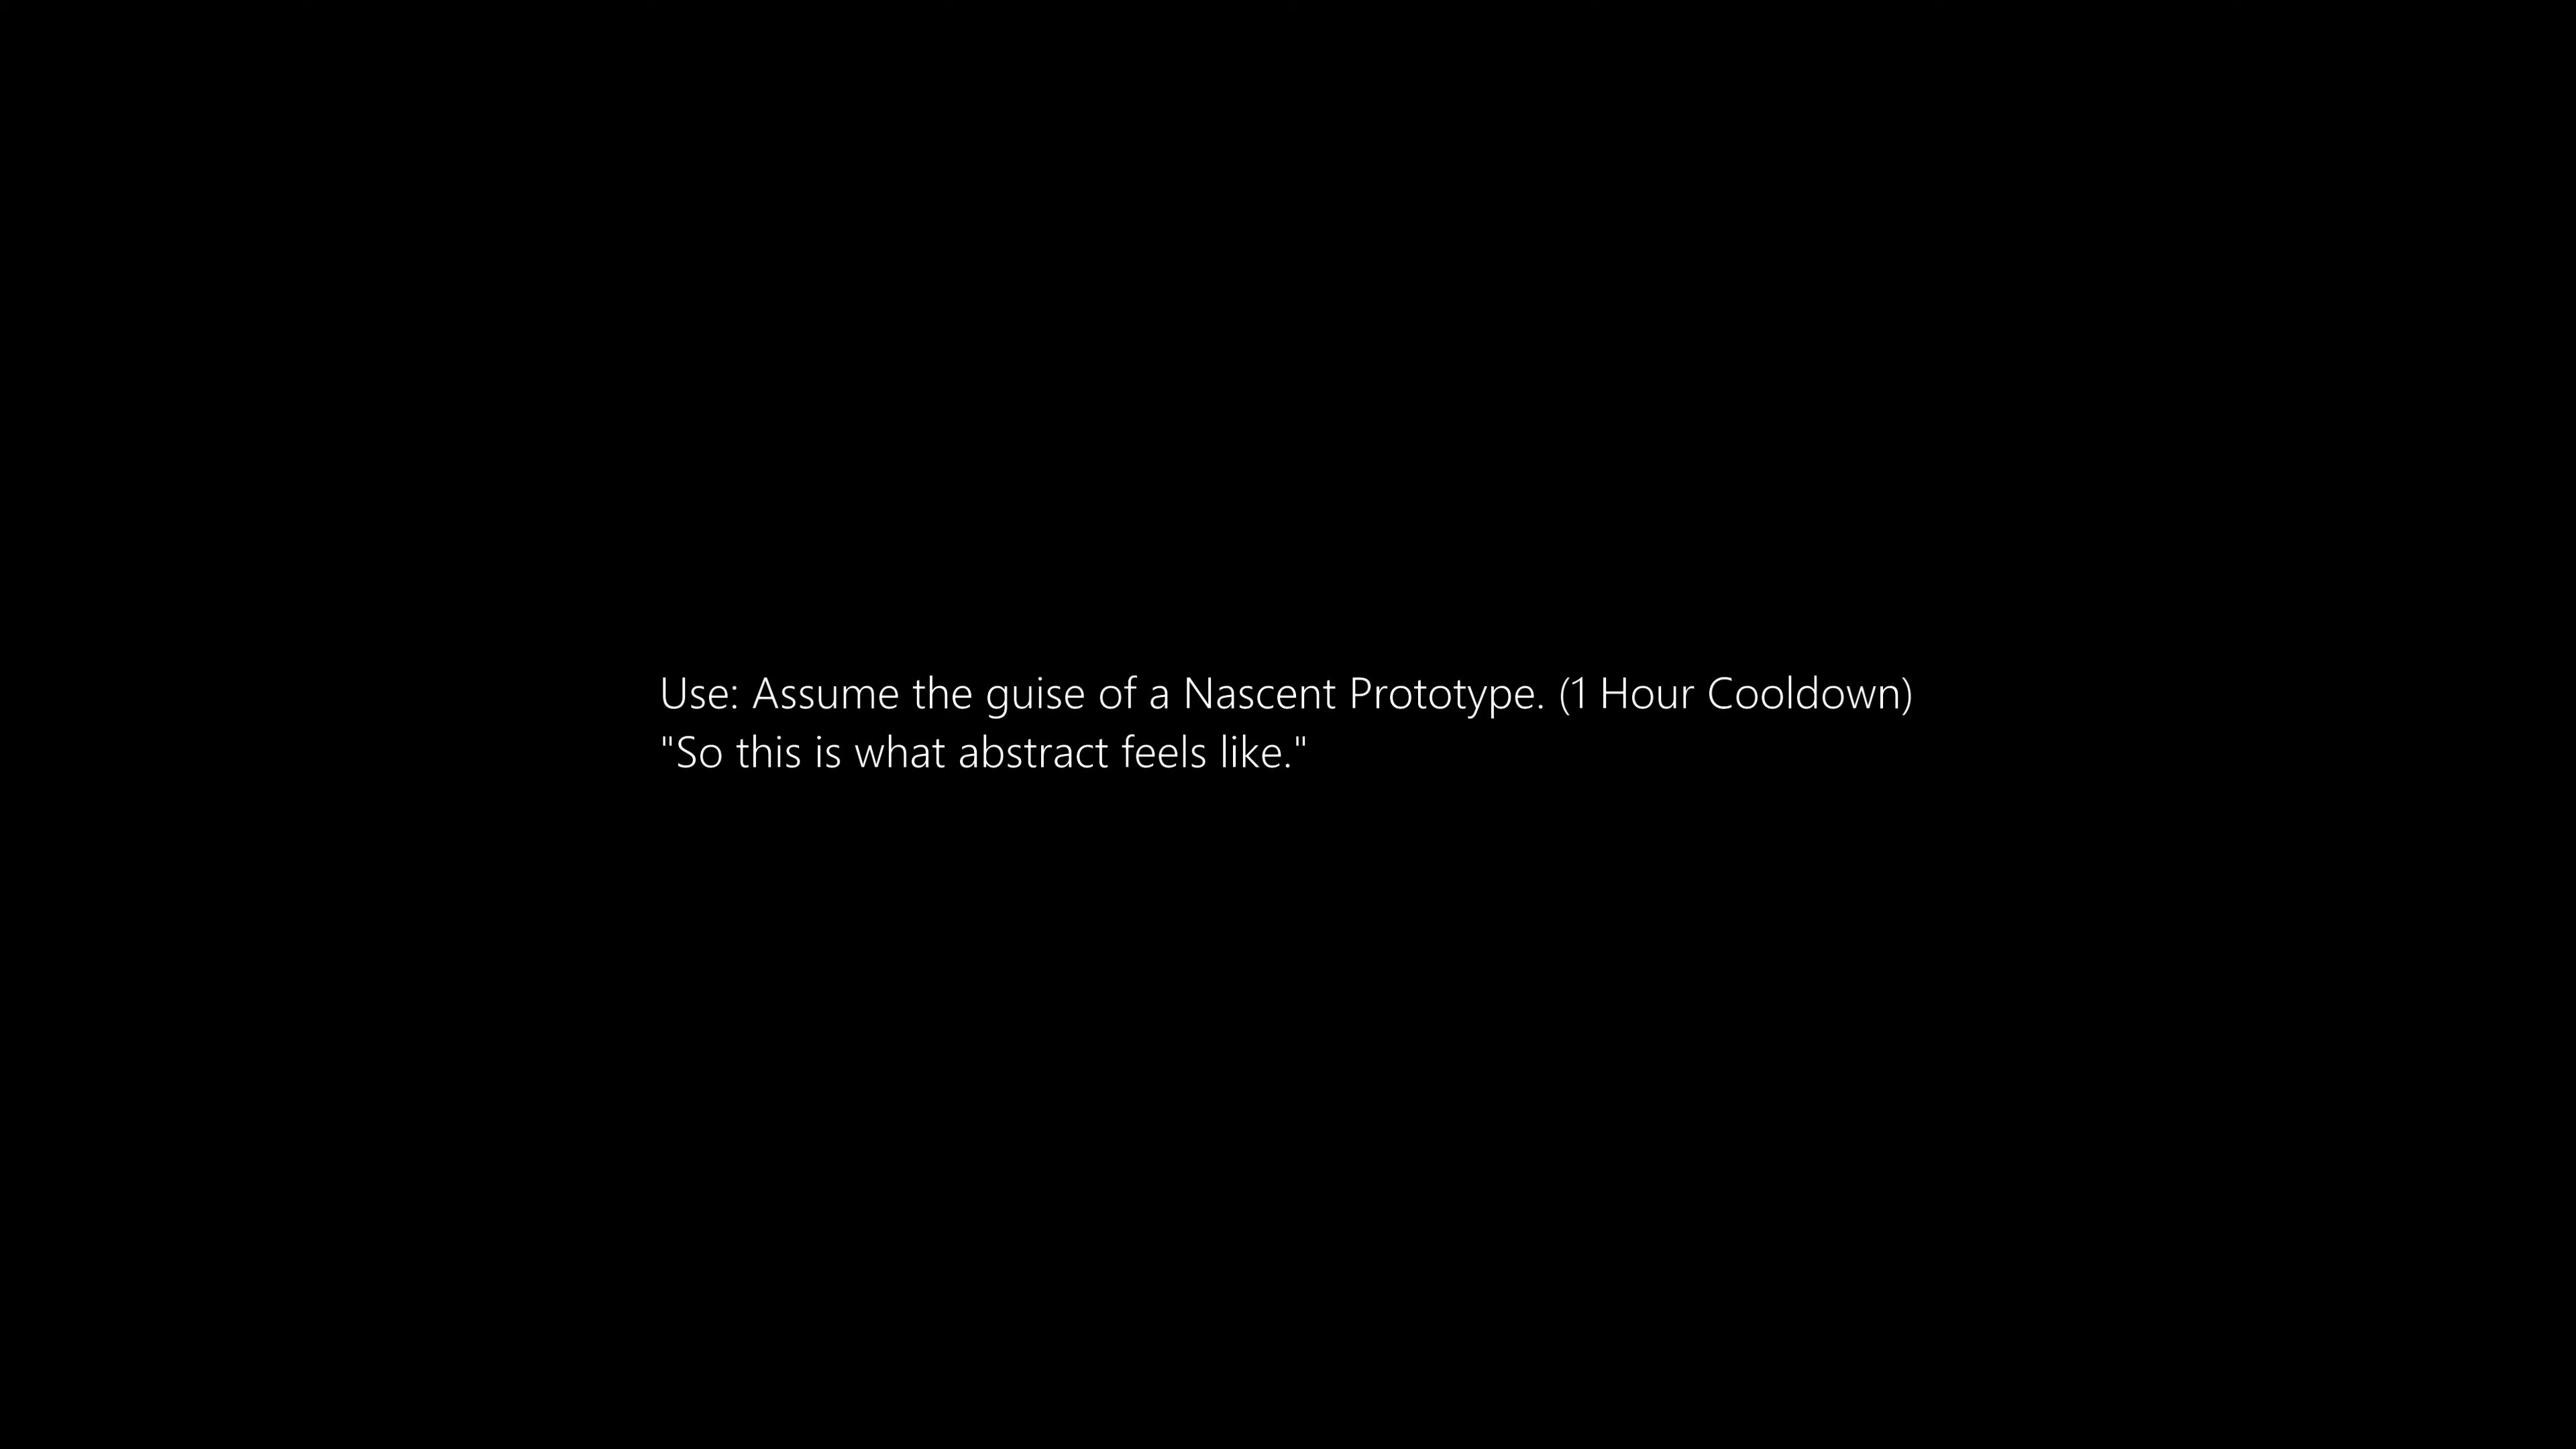 Use: Assume the guise of a Nascent Prototype. (1 Hour Cooldown)
"So this is what abstract feels like."